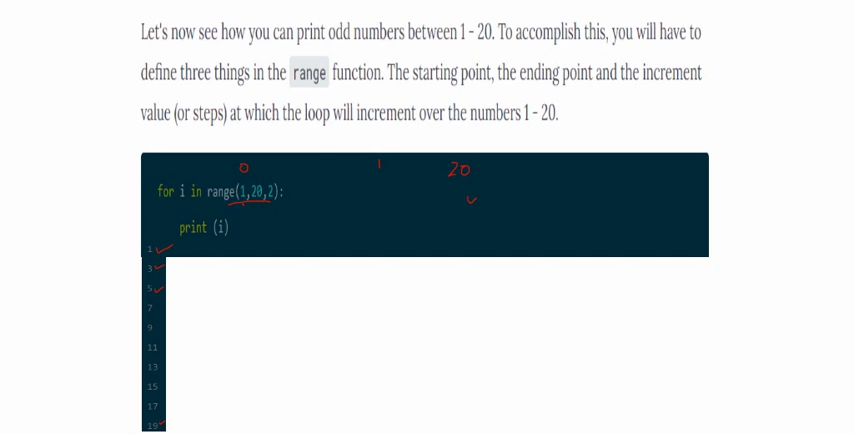 Let's now see how you can print odd numbers between 1 - 20. To accomplish this, you will have to
define three things in the range function. The starting point, the ending point and the increment
value (or steps) at which the loop will increment over the numbers 1 - 20.
0 1 20
for i in range(1,20,2):
print (i)
1
3
5
7
9
11
13
15
17
19